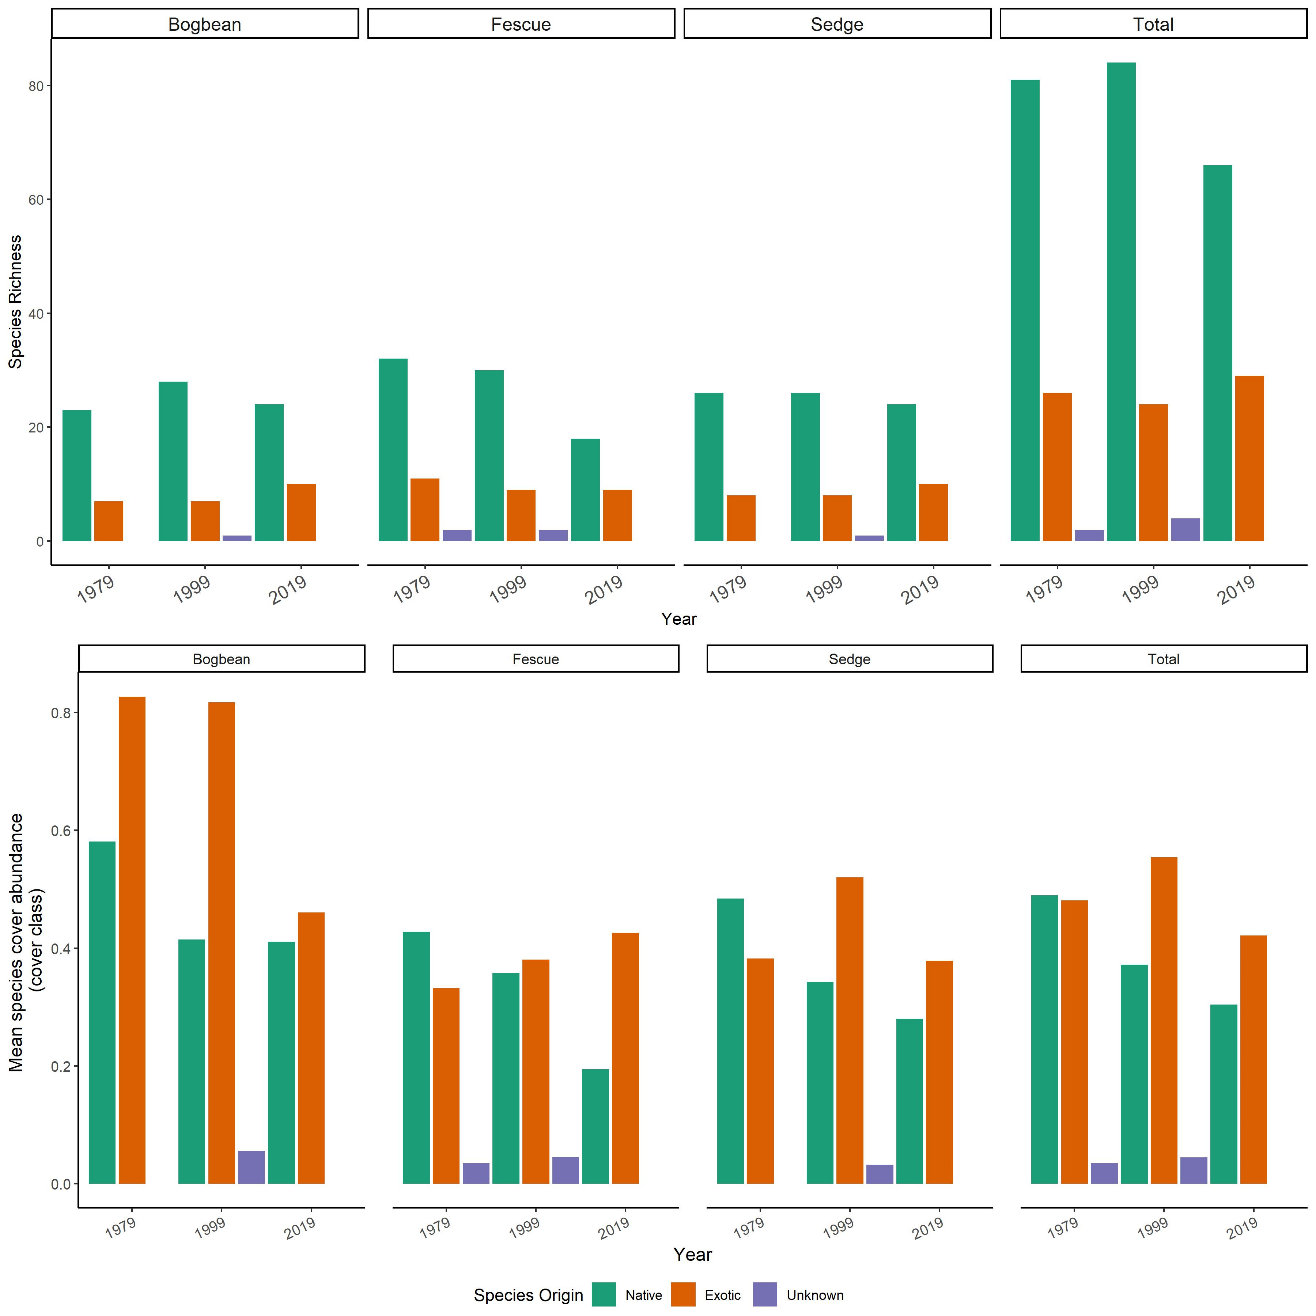 Bogbean Fescue Sedge Total
Species Richness
80
60
40
20
0
1979 1999 2019 1979 1999 2019 1979 1999 2019 1979 1999 2019
Year
Bogbean Fescue Sedge Total
Mean species cover abundance
(cover class)
0.8
0.6
0.4
0.2
0.0
1979 1999 2019 1979 1999 2019 1979 1999 2019 1979 1999 2019
Year
Species Origin Native Exotic Unknown